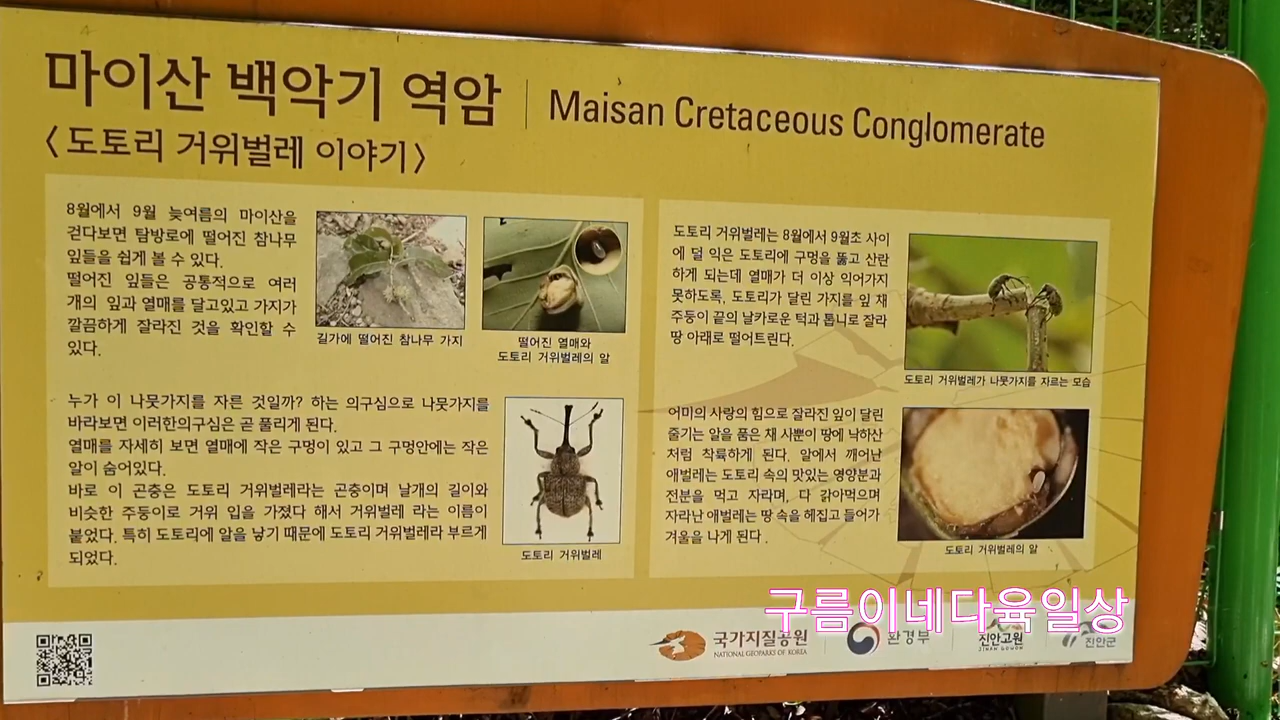 마이산 백악기 역암
Maisan Cretaceous Conglomerate
〈도토리 거위벌레 이야기〉
8월에서 9월 늦여름의 마이산을
걷다보면 탐방로에 떨어진 참나무
잎들을 쉽게 볼 수 있다.
떨어진 잎들은 공통적으로 여러
개의 잎과 열매를 달고있고 가지가
깔끔하게 잘라진 것을 확인할 수
있다.
길가에 떨어진 참나무 가지
떨어진 열매와
도토리 거위벌레의 알
누가 이 나뭇가지를 자른 것일까? 하는 의구심으로 나뭇가지를
바라보면 이러한의구심은 곧 풀리게 된다.
열매를 자세히 보면 열매에 작은 구멍이 있고 그 구멍안에는 작은
알이 숨어있다.
바로 이 곤충은 도토리 거위벌레라는 곤충이며 날개의 길이와
비슷한 주둥이로 거위 입을 가졌다 해서 거위벌레 라는 이름이
붙었다. 특히 도토리에 알을 낳기 때문에 도토리 거위벌레라 부르게
되었다.
도토리 거위벌레
도토리 거위벌레는 8월에서 9월초 사이
에 덜 익은 도토리에 구멍을 뚫고 산란
하게 되는데 열매가 더 이상 익어가지
못하도록, 도토리가 달린 가지를 잎 채
주둥이 끝의 날카로운 턱과 톱니로 잘라
땅 아래로 떨어트린다.
도토리 거위벌레가 나뭇가지를 자르는 모습
어미의 사랑의 힘으로 잘라진 잎이 달린
줄기는 알을 품은 채 사뿐이 땅에 낙하산
처럼 착륙하게 된다. 알에서 깨어난
애벌레는 도토리 속의 맛있는 영양분과
전분을 먹고 자라며, 다 갉아먹으며
자라난 애벌레는 땅 속을 헤집고 들어가
겨울을 나게 된다.
도토리 거위벌레의 알
구름이네다육일상
국가지질공원
NATIONAL GEOPARKS OF KOREA
환경부
진안고원
JINAN GOWON
진안군